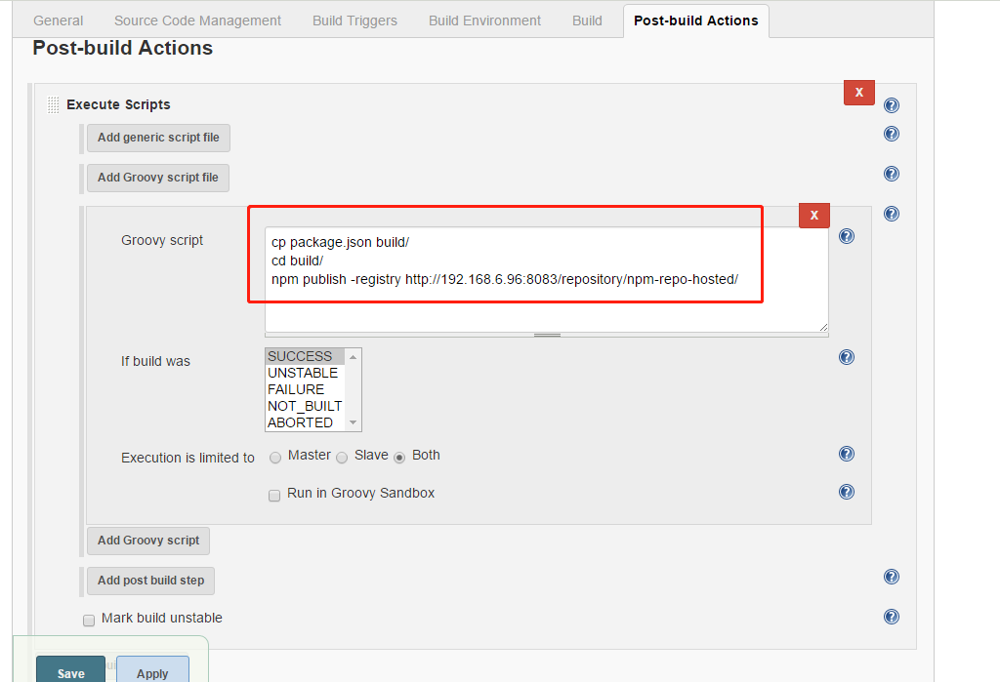 General Source Code Management Build Triggers Build Environment Build Post-build Actions
Post-build Actions
Execute Scripts
X
Add generic script file
Add Groovy script file
X
Groovy script
cp package.json build/
cd build/
npm publish -registry http://192.168.6.96:8083/repository/npm-repo-hosted/
If build was
SUCCESS
UNSTABLE
FAILURE
NOT_BUILT
ABORTED
Execution is limited to Master Slave Both
Run in Groovy Sandbox
Add Groovy script
Add post build step
Mark build unstable
Save Apply